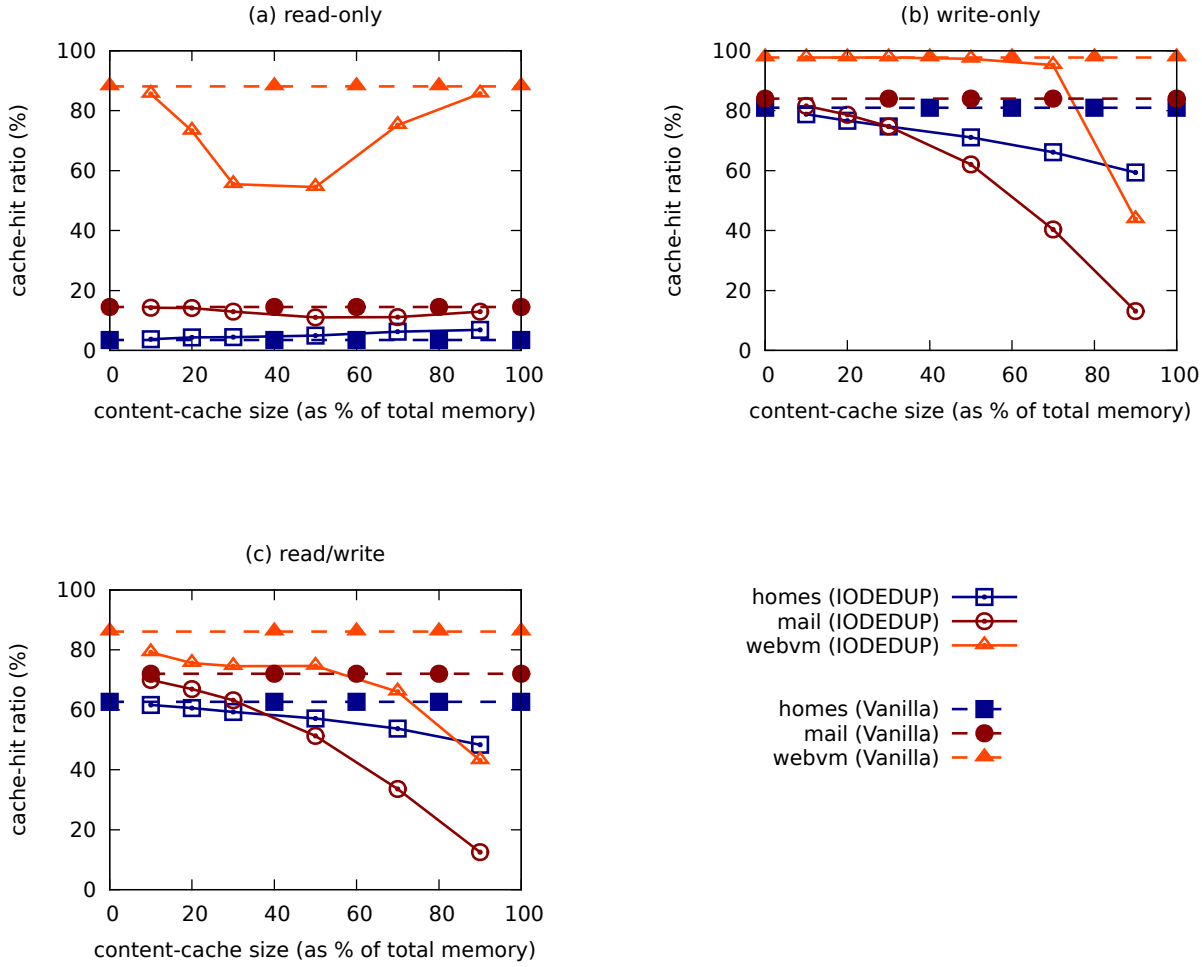 (a) read-only
cache-hit ratio (%)
100
80
60
40
20
0
0 20 40 60 80 100
content-cache size (as % of total memory)
(b) write-only
cache-hit ratio (%)
100
80
60
40
20
0
0 20 40 60 80 100
content-cache size (as % of total memory)
(c) read/write
cache-hit ratio (%)
100
80
60
40
20
0
0 20 40 60 80 100
content-cache size (as % of total memory)
homes (IODEDUP)
mail (IODEDUP)
webvm (IODEDUP)
homes (Vanilla)
mail (Vanilla)
webvm (Vanilla)